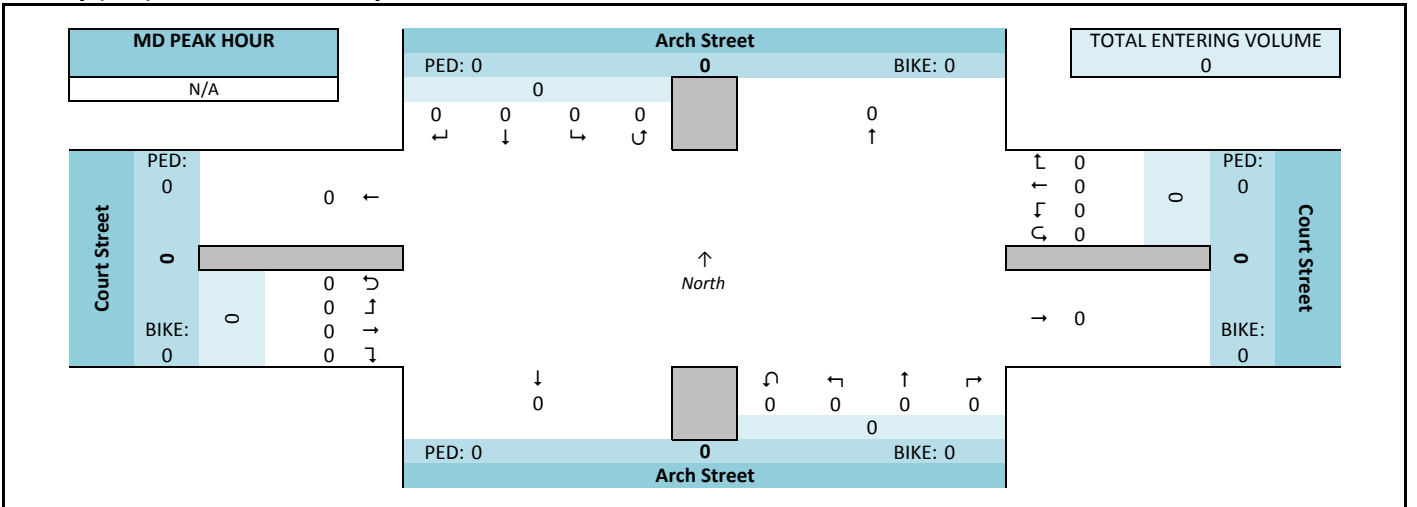 MD PEAK HOUR
N/A
Arch Street
PED: 0 0 BIKE: 0
0
TOTAL ENTERING VOLUME
0
0 0 0 0
↵ ↓ ↳ ⮍
0
↑
Court Street
PED:
0
0
BIKE:
0
0 ←
0
0 ⮌
0 ↰
0 →
0 ↴
↑
North
↱ 0
← 0
↲ 0
⮎ 0
0
→ 0
PED:
0
0
BIKE:
0
Court Street
↓
0
⮏ ↰ ↑ ↱
0 0 0 0
0
PED: 0 0 BIKE: 0
Arch Street